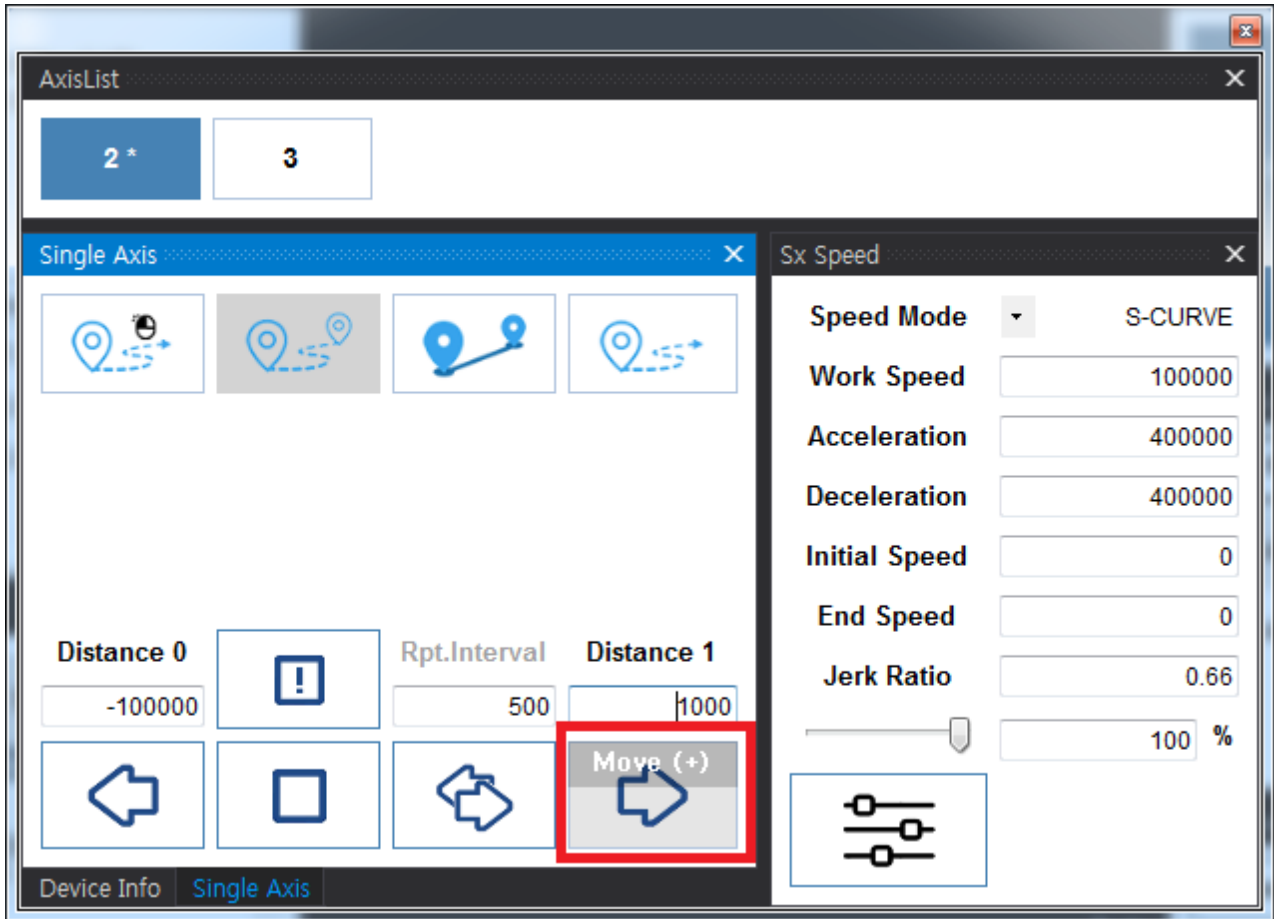 AxisList
2 *
3
Single Axis
Distance 0
Rpt.Interval
Distance 1
-100000
500
1000
Move (+)
Device Info
Single Axis
Sx Speed
Speed Mode
S-CURVE
Work Speed
100000
Acceleration
400000
Deceleration
400000
Initial Speed
0
End Speed
0
Jerk Ratio
0.66
100 %